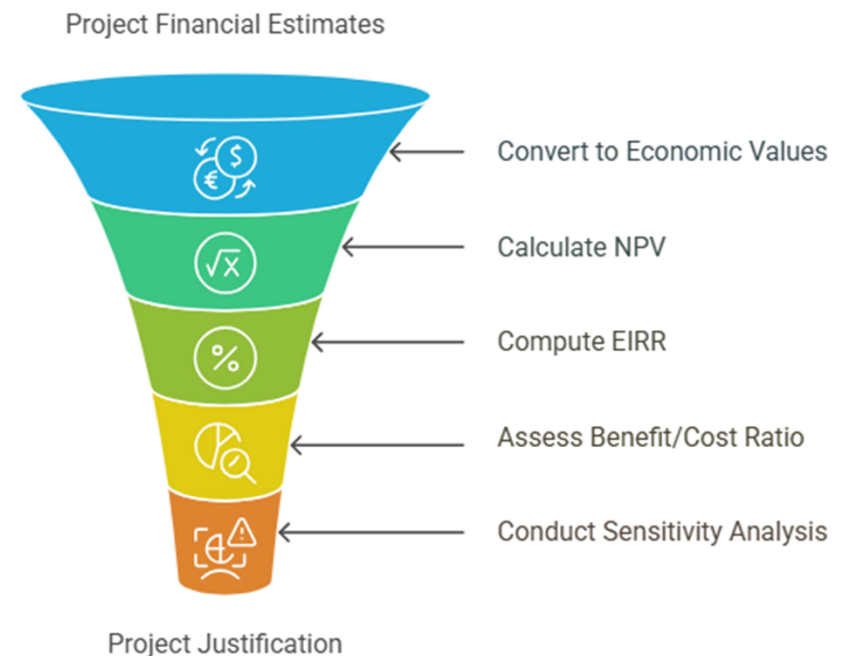 Project Financial Estimates
Convert to Economic Values
$
€
Calculate NPV
√x
Compute EIRR
%
Assess Benefit/Cost Ratio
Conduct Sensitivity Analysis
Project Justification